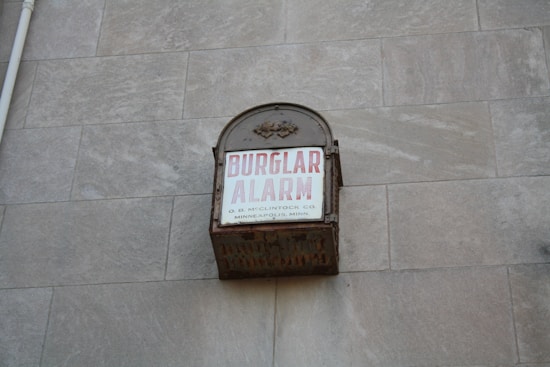 BURGLAR
ALARM
O. B. McCLINTOCK CO.
MINNEAPOLIS, MINN.